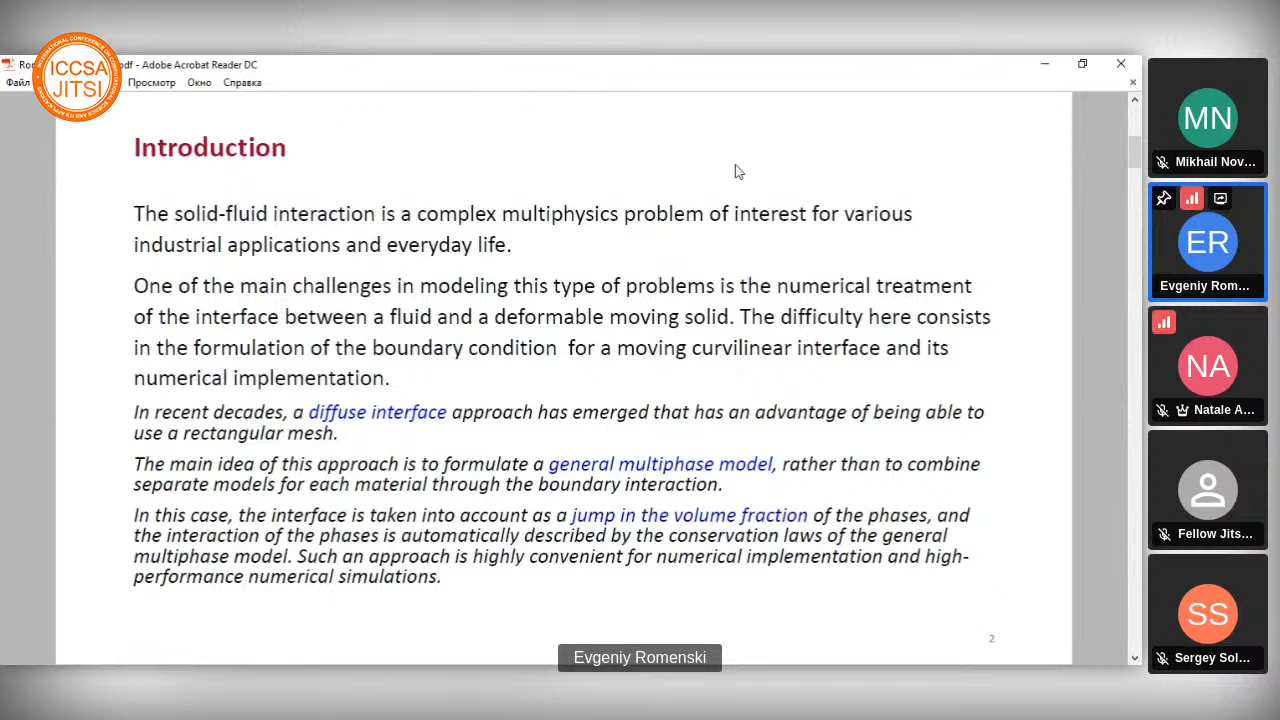 INTERNATIONAL CONFERENCE ON COMPUTATIONAL SCIENCE AND ITS APPLICATIONS
ICCSA
JITSI
df - Adobe Acrobat Reader DC
Просмотр
Окно
Справка
Introduction
The solid-fluid interaction is a complex multiphysics problem of interest for various
industrial applications and everyday life.
One of the main challenges in modeling this type of problems is the numerical treatment
of the interface between a fluid and a deformable moving solid. The difficulty here consists
in the formulation of the boundary condition for a moving curvilinear interface and its
numerical implementation.
In recent decades, a diffuse interface approach has emerged that has an advantage of being able to
use a rectangular mesh.
The main idea of this approach is to formulate a general multiphase model, rather than to combine
separate models for each material through the boundary interaction.
In this case, the interface is taken into account as a jump in the volume fraction of the phases, and
the interaction of the phases is automatically described by the conservation laws of the general
multiphase model. Such an approach is highly convenient for numerical implementation and high-
performance numerical simulations.
2
Evgeniy Romenski
MN
Mikhail Nov...
ER
Evgeniy Rom...
NA
Natale A...
Fellow Jits...
SS
Sergey Sol...